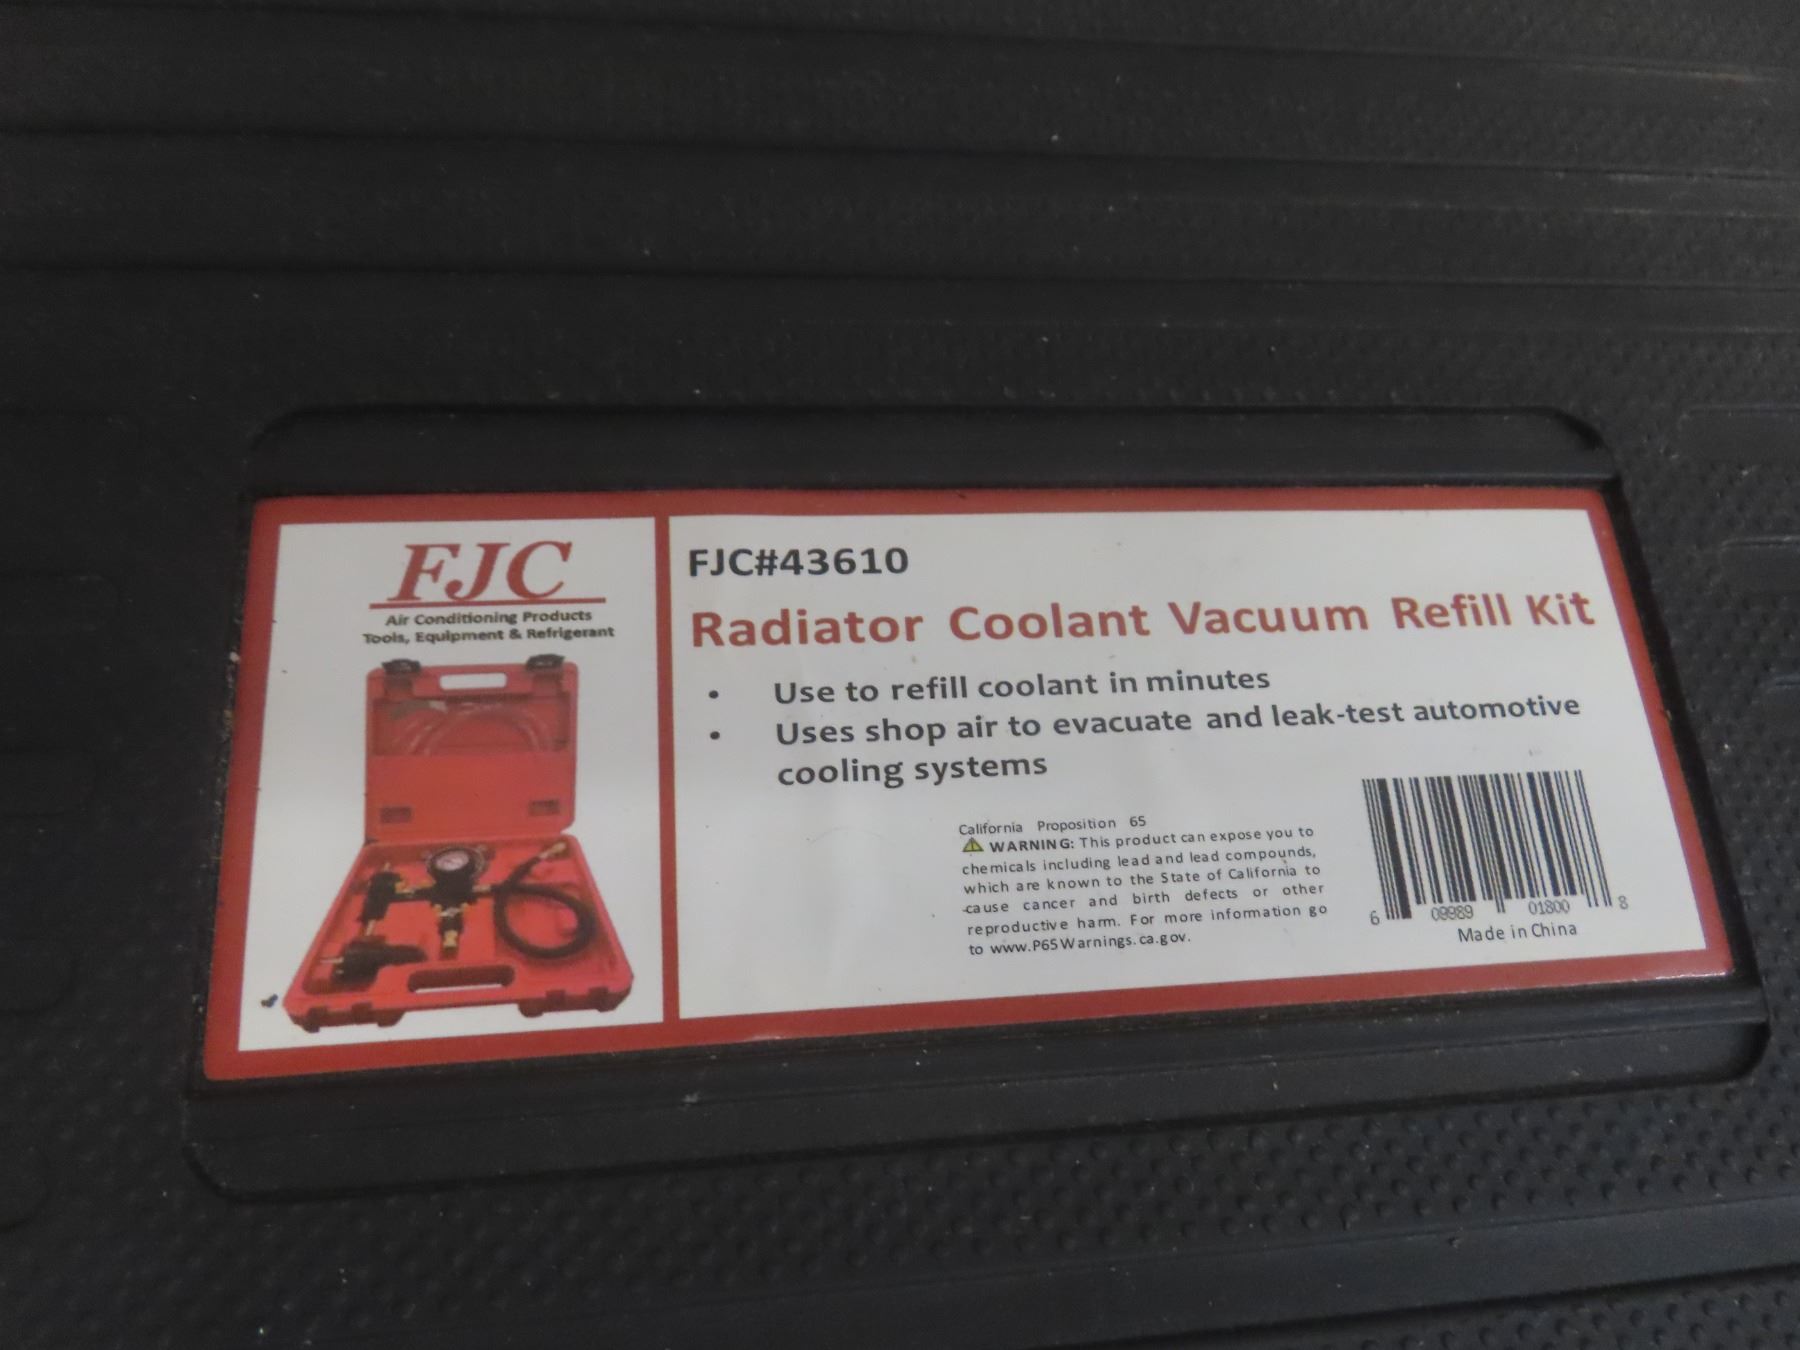 FJC
Air Conditioning Products
Tools, Equipment & Refrigerant
FJC#43610
Radiator Coolant Vacuum Refill Kit
• Use to refill coolant in minutes
• Uses shop air to evacuate and leak-test automotive
cooling systems
California Proposition 65
⚠ WARNING: This product can expose you to
chemicals including lead and lead compounds,
which are known to the State of California to
cause cancer and birth defects or other
reproductive harm. For more information go
to www.P65Warnings.ca.gov.
6 09989 01800 8
Made in China